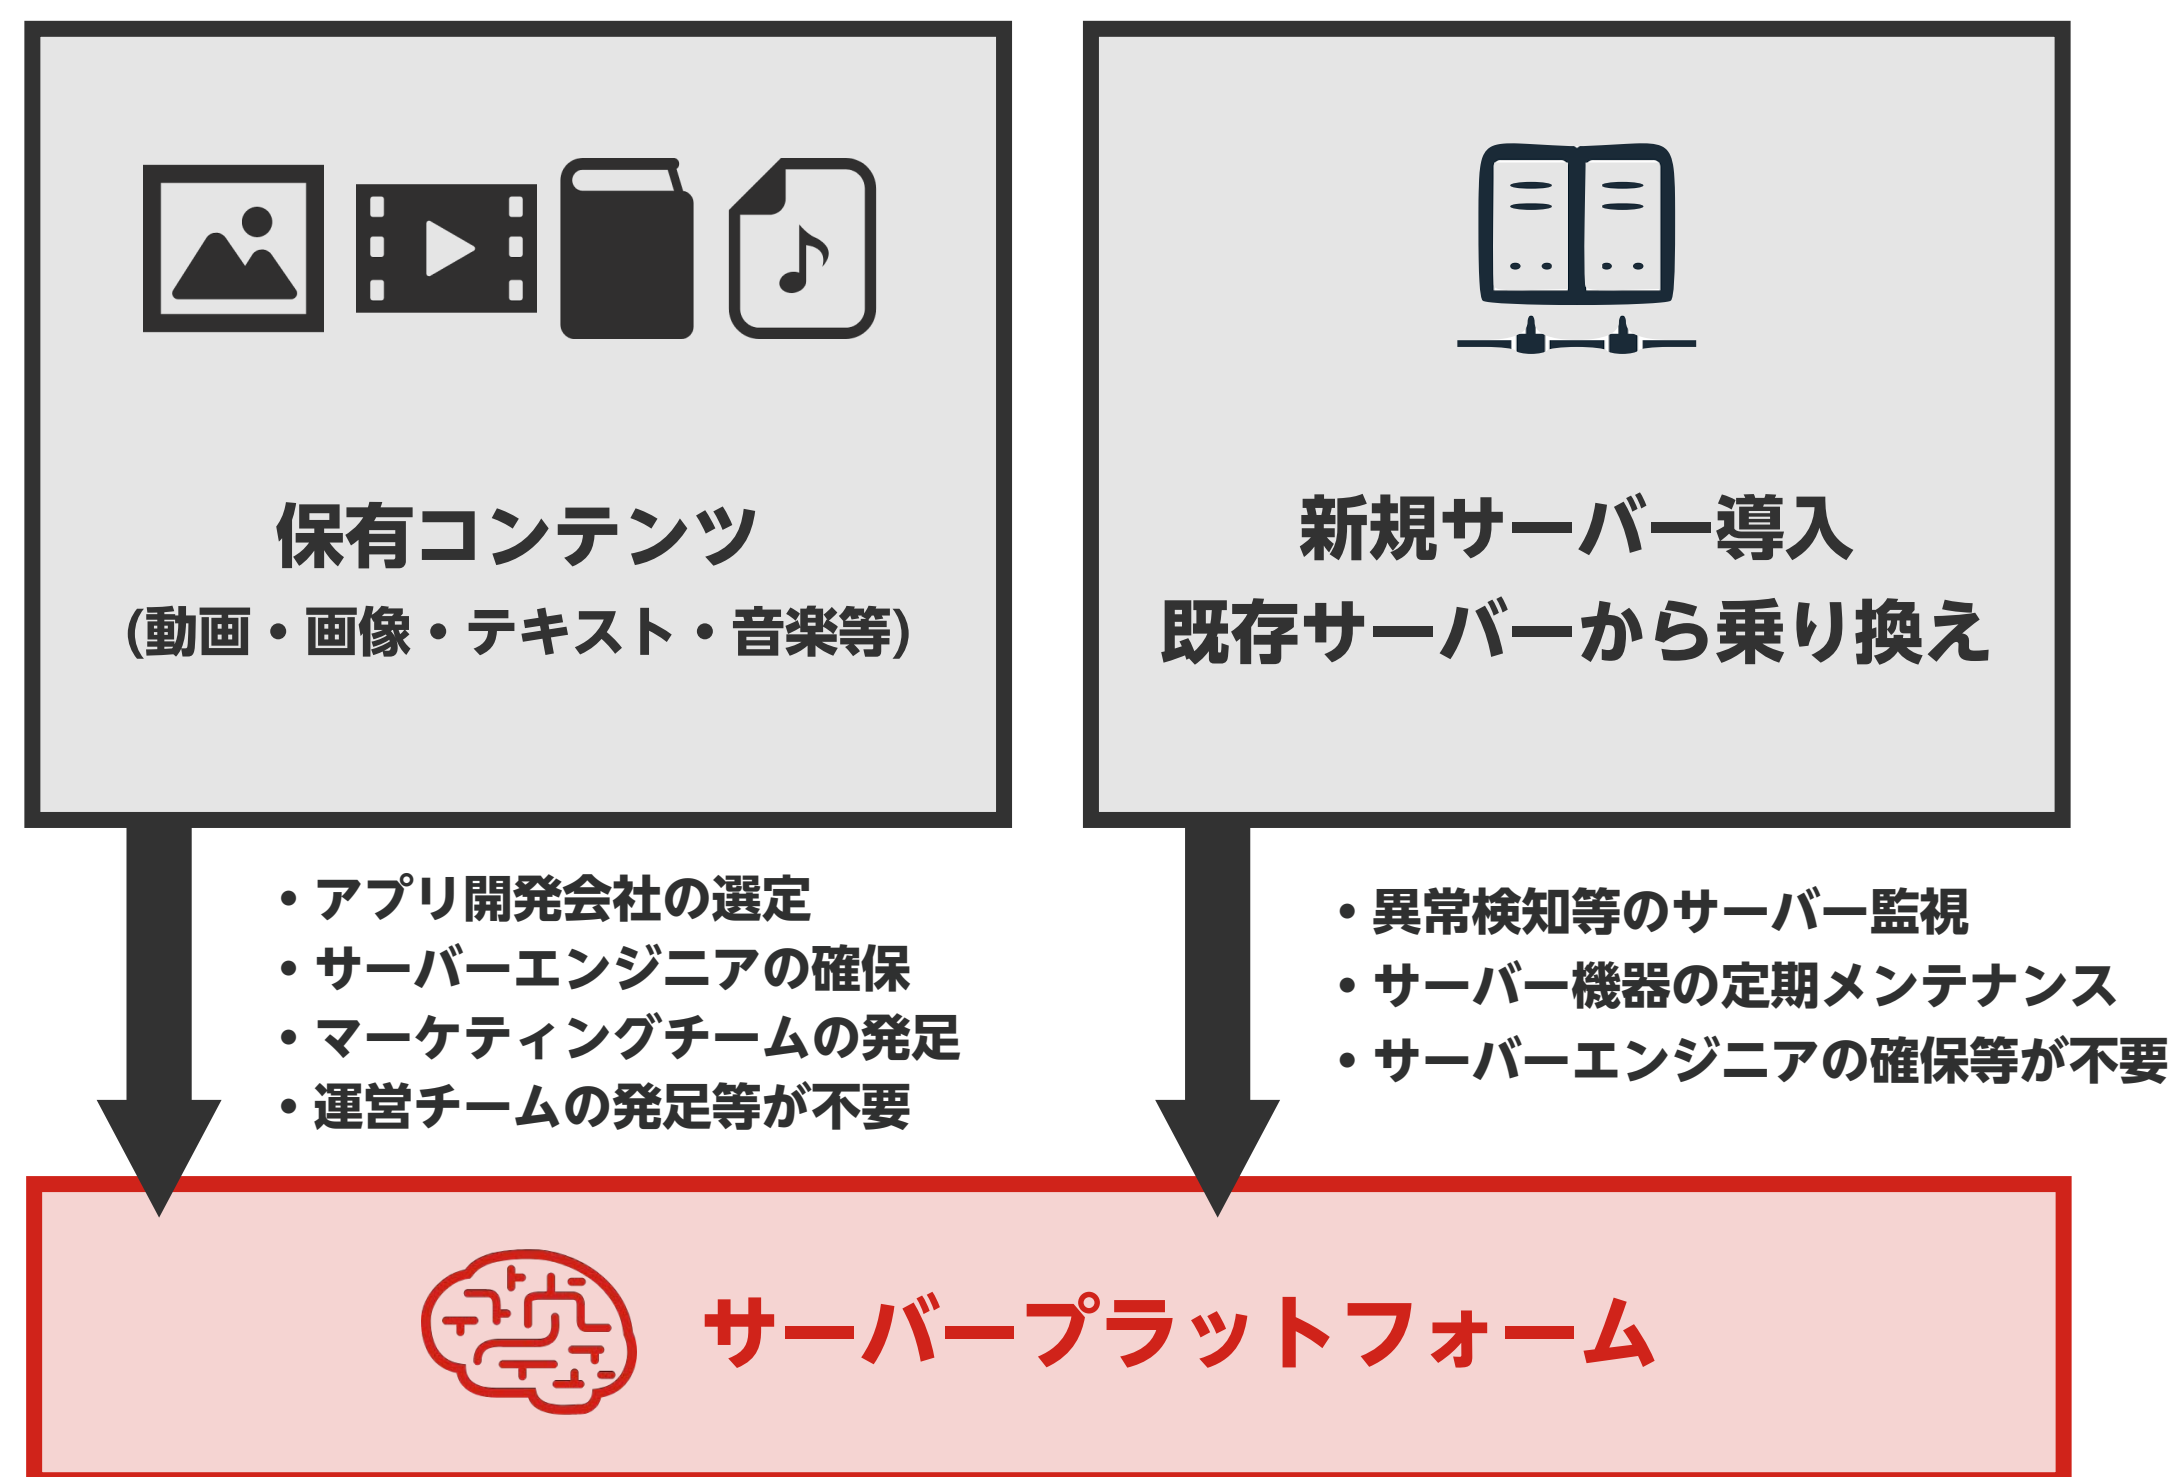 保有コンテンツ
(動画・画像・テキスト・音楽等)
新規サーバー導入
既存サーバーから乗り換え
・アプリ開発会社の選定
・サーバーエンジニアの確保
・マーケティングチームの発足
・運営チームの発足等が不要
・異常検知等のサーバー監視
・サーバー機器の定期メンテナンス
・サーバーエンジニアの確保等が不要
サーバープラットフォーム